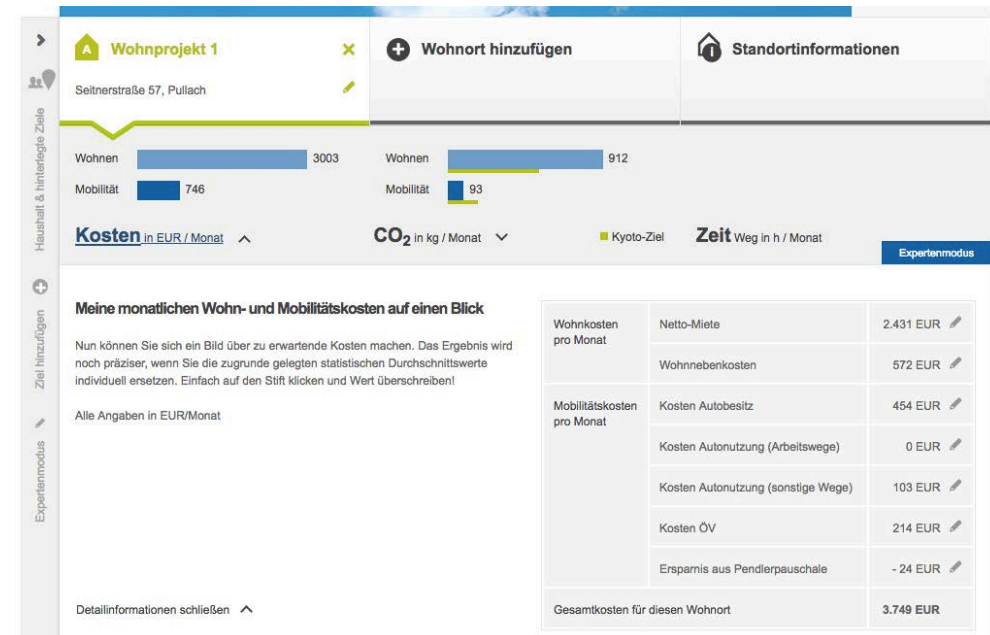 Wohnprojekt 1
Seitnerstraße 57, Pullach
Wohnort hinzufügen
Standortinformationen
Haushalt & hinterlegte Ziele
Ziel hinzufügen
Expertenmodus
Wohnen 3003
Mobilität 746
Wohnen 912
Mobilität 93
Kosten in EUR / Monat
CO₂ in kg / Monat
Kyoto-Ziel
Zeit Weg in h / Monat
Expertenmodus
Meine monatlichen Wohn- und Mobilitätskosten auf einen Blick
Nun können Sie sich ein Bild über zu erwartende Kosten machen. Das Ergebnis wird
noch präziser, wenn Sie die zugrunde gelegten statistischen Durchschnittswerte
individuell ersetzen. Einfach auf den Stift klicken und Wert überschreiben!
Alle Angaben in EUR/Monat
Detailinformationen schließen
Wohnkosten
pro Monat
Netto-Miete 2.431 EUR
Wohnnebenkosten 572 EUR
Mobilitätskosten
pro Monat
Kosten Autobesitz 454 EUR
Kosten Autonutzung (Arbeitswege) 0 EUR
Kosten Autonutzung (sonstige Wege) 103 EUR
Kosten ÖV 214 EUR
Ersparnis aus Pendlerpauschale - 24 EUR
Gesamtkosten für diesen Wohnort 3.749 EUR